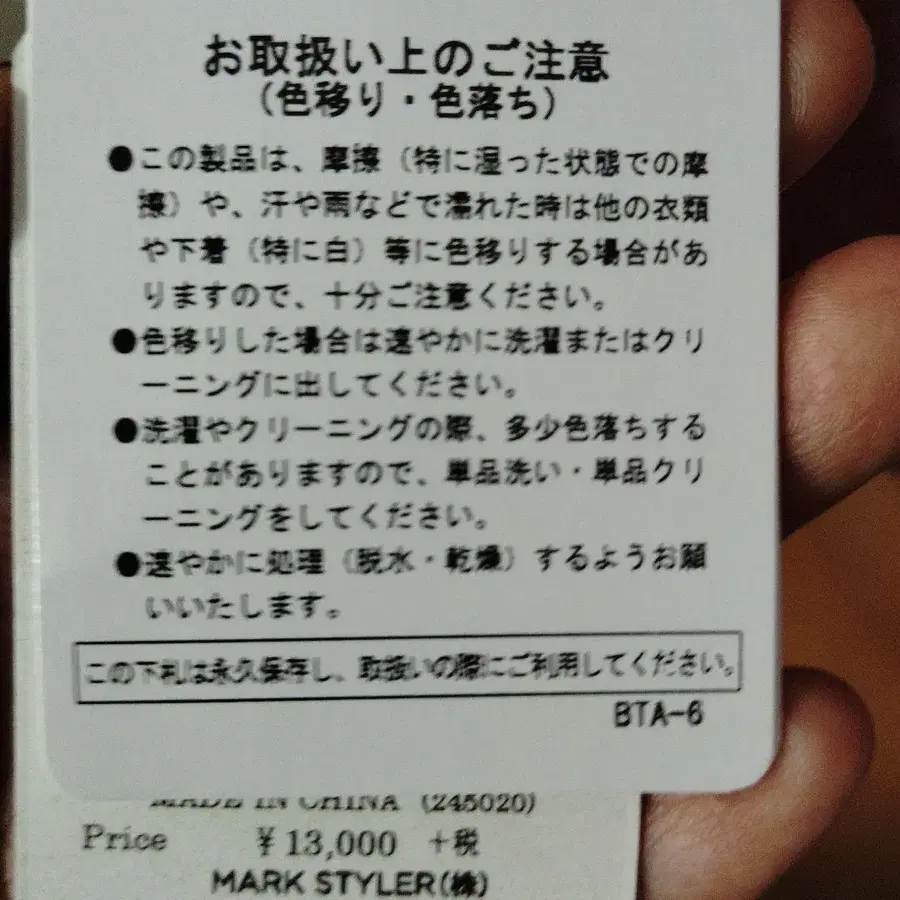 お取扱い上のご注意
(色移り・色落ち)
●この製品は、摩擦(特に湿った状態での摩
擦)や、汗や雨などで濡れた時は他の衣類
や下着(特に白)等に色移りする場合があ
りますので、十分ご注意ください。
●色移りした場合は速やかに洗濯またはクリ
ーニングに出してください。
●洗濯やクリーニングの際、多少色落ちする
ことがありますので、単品洗い・単品クリ
ーニングをしてください。
●速やかに処理(脱水・乾燥)するようお願
いいたします。
この下札は永久保存し、取扱いの際にご利用してください。
BTA-6
MADE IN CHINA (245020)
Price ¥13,000 +税
MARK STYLER(株)